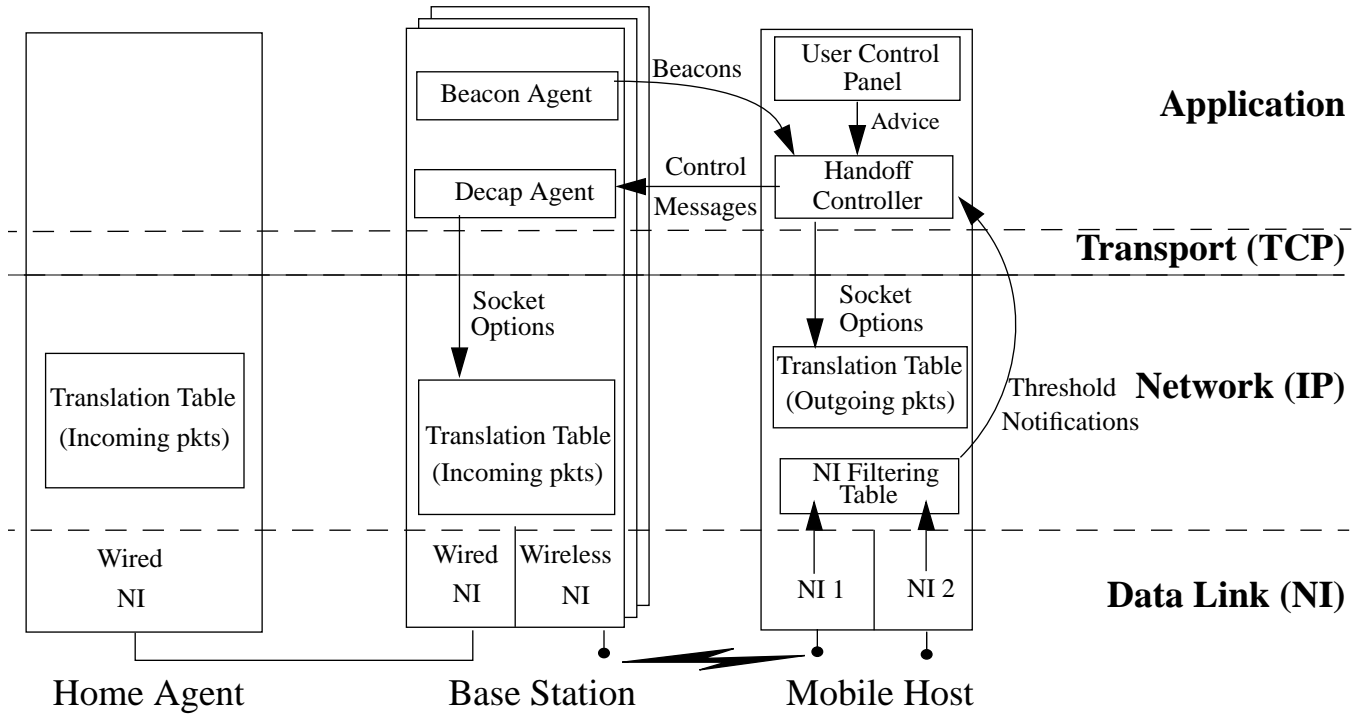 Beacon Agent
Decap Agent
Beacons
Control
Messages
User Control
Panel
Advice
Handoff
Controller
Application
Transport (TCP)
Translation Table
(Incoming pkts)
Socket
Options
Translation Table
(Incoming pkts)
Socket
Options
Translation Table
(Outgoing pkts)
NI Filtering
Table
Threshold
Notifications
Network (IP)
Wired
NI
Wired
NI
Wireless
NI
NI 1
NI 2
Data Link (NI)
Home Agent
Base Station
Mobile Host